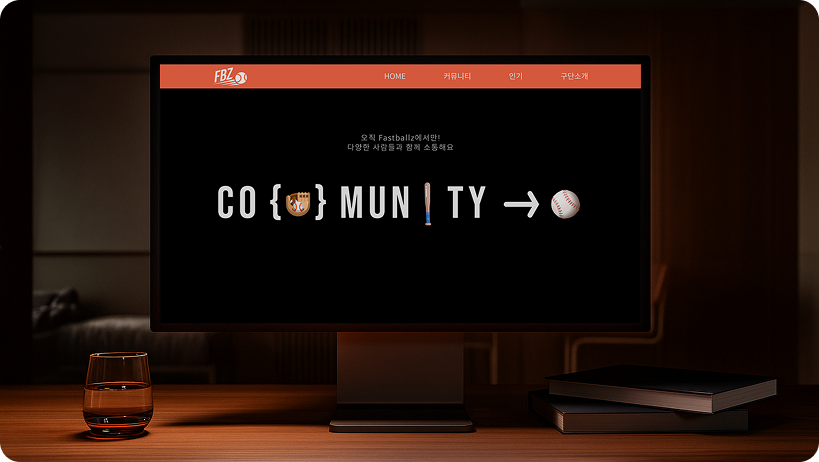 FBZ
HOME 커뮤니티 인기 구단소개
오직 Fastballz에서만!
다양한 사람들과 함께 소통해요
CO { } MUN TY →